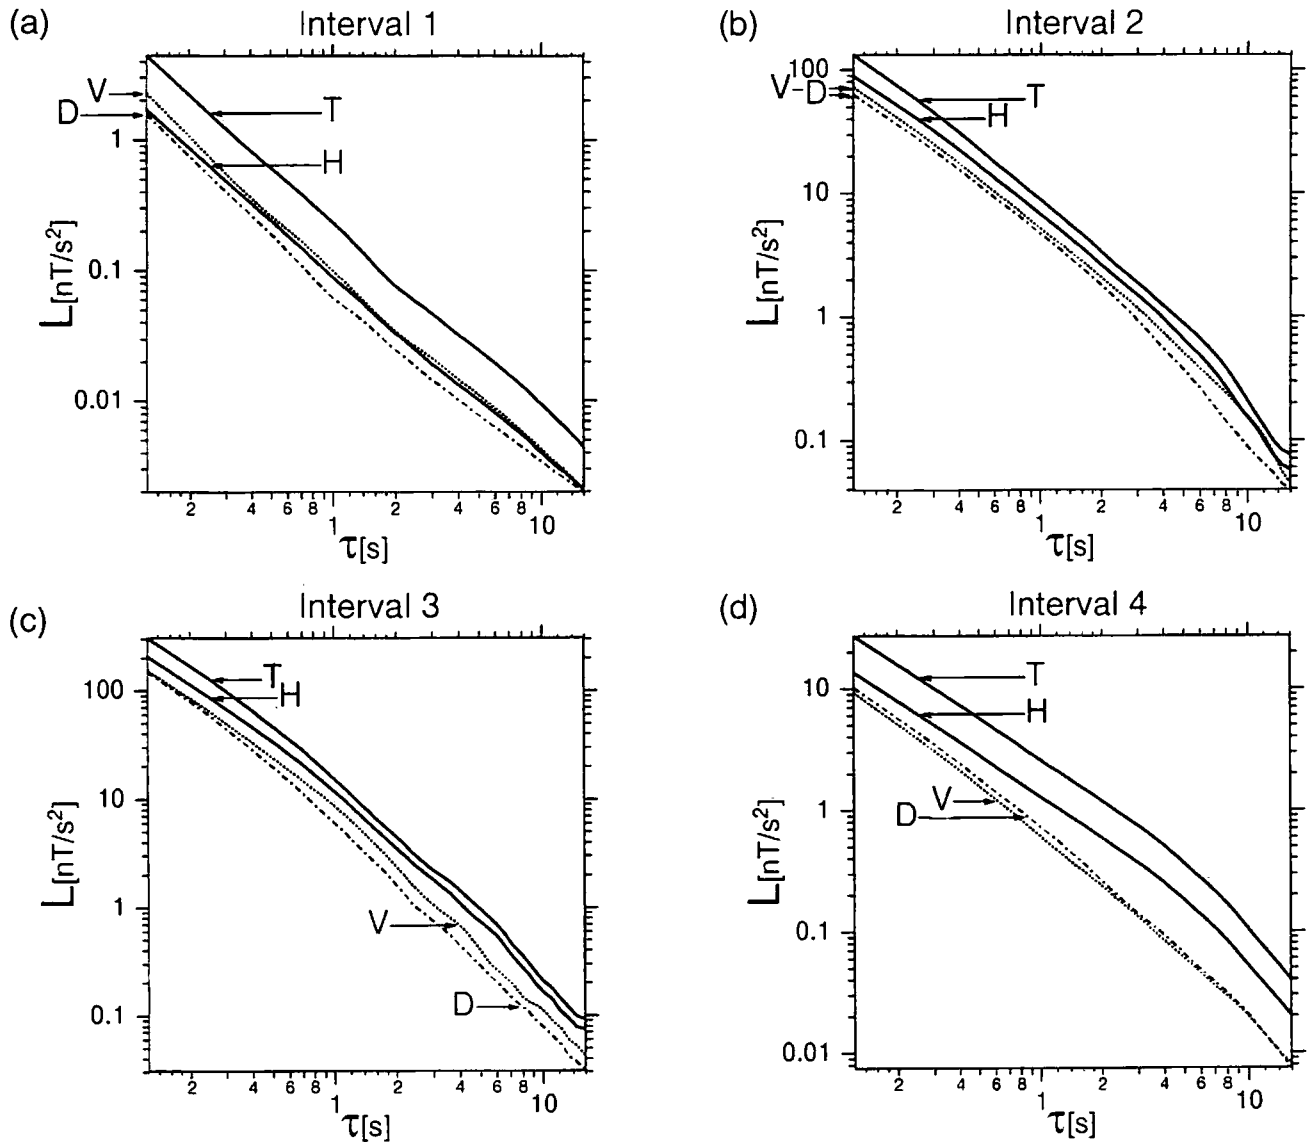 (a) Interval 1
V
D
T
H
1
0.1
0.01
L[nT/s²]
2 4 6 8 1 2 4 6 8 10
τ[s]
(b) Interval 2
V-D
T
H
100
10
1
0.1
L[nT/s²]
2 4 6 8 1 2 4 6 8 10
τ[s]
(c) Interval 3
T
H
V
D
100
10
1
0.1
L[nT/s²]
2 4 6 8 1 2 4 6 8 10
τ[s]
(d) Interval 4
T
H
V
D
10
1
0.1
0.01
L[nT/s²]
2 4 6 8 1 2 4 6 8 10
τ[s]